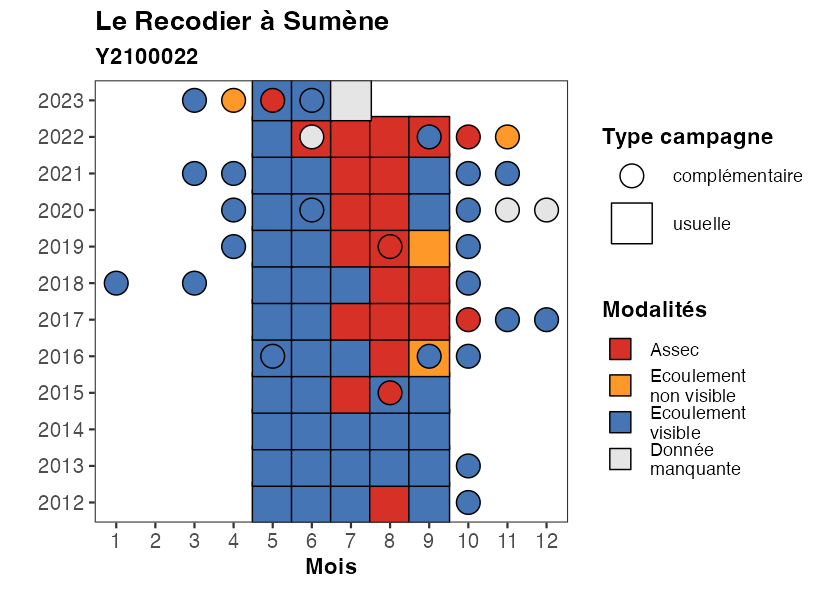 Le Recodier à Sumène
Y2100022
2023
2022
2021
2020
2019
2018
2017
2016
2015
2014
2013
2012
1 2 3 4 5 6 7 8 9 10 11 12
Mois
Type campagne
complémentaire
usuelle
Modalités
Assec
Ecoulement
non visible
Ecoulement
visible
Donnée
manquante